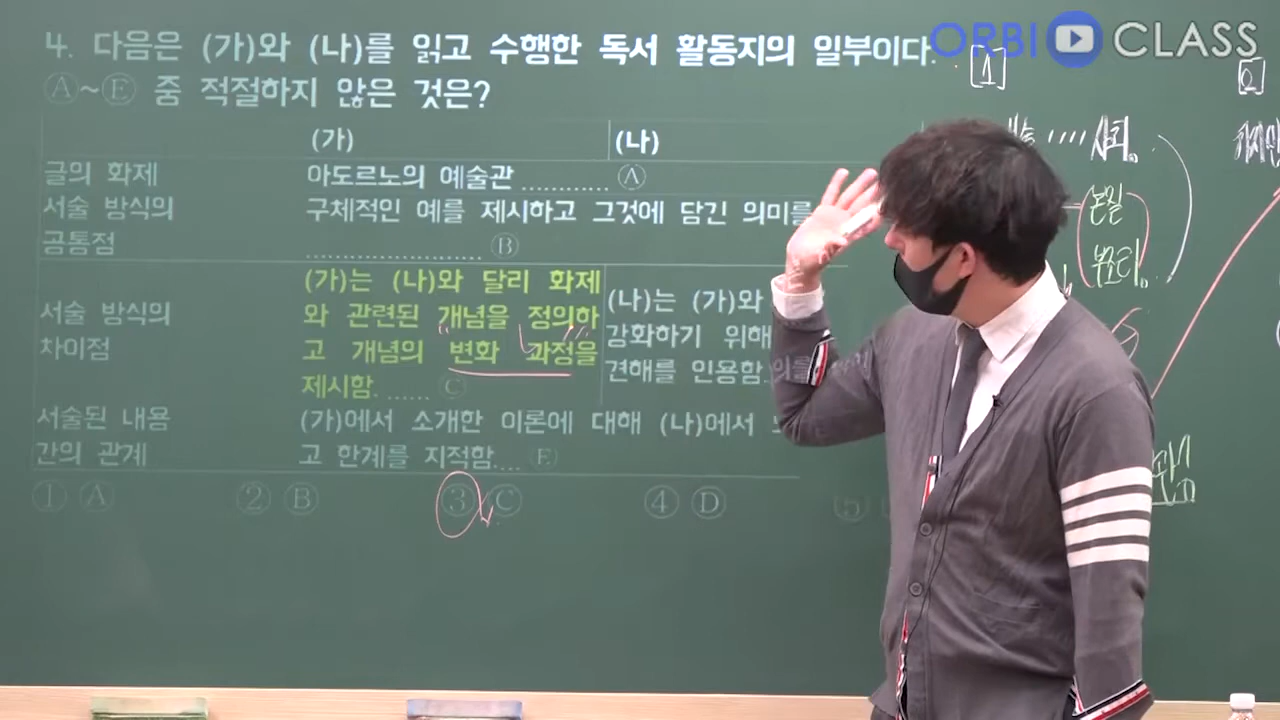 ORBI CLASS
4. 다음은 (가)와 (나)를 읽고 수행한 독서 활동지의 일부이다.
Ⓐ~Ⓔ 중 적절하지 않은 것은?
(가) (나)
글의 화제 아도르노의 예술관 ............ Ⓐ
서술 방식의 구체적인 예를 제시하고 그것에 담긴 의미를
공통점 ........................ Ⓑ
(가)는 (나)와 달리 화제
와 관련된 개념을 정의하
고 개념의 변화 과정을
제시함. ...... Ⓒ
서술 방식의
차이점
(나)는 (가)와
강화하기 위해
견해를 인용함.
서술된 내용 (가)에서 소개한 이론에 대해 (나)에서
간의 관계 고 한계를 지적함.... Ⓔ
① Ⓐ ② Ⓑ ③ Ⓒ ④ Ⓓ ⑤
[1]
사회
본질
[2]